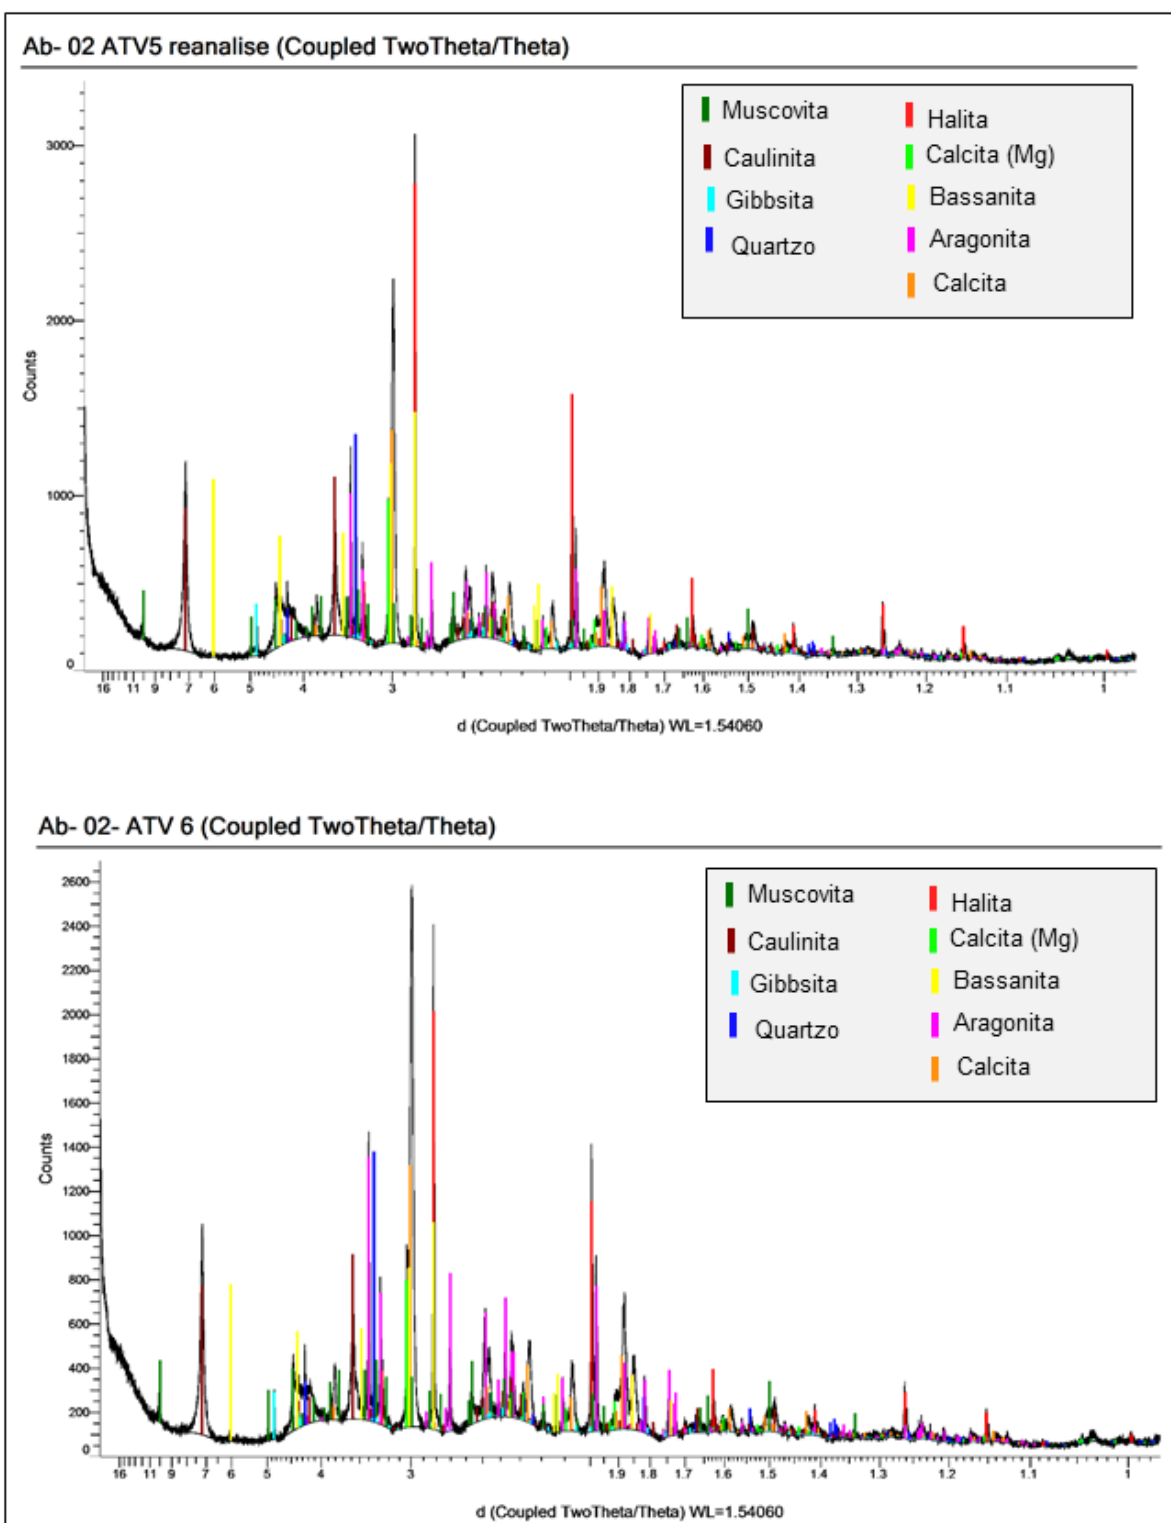 Ab- 02 ATV5 reanalise (Coupled TwoTheta/Theta)
Muscovita
Caulinita
Gibbsita
Quartzo
Halita
Calcita (Mg)
Bassanita
Aragonita
Calcita
Counts
3000
2000
1000
0
16 11 9 7 6 5 4 3 1.9 1.8 1.7 1.6 1.5 1.4 1.3 1.2 1.1 1
d (Coupled TwoTheta/Theta) WL=1.54060
Ab- 02- ATV 6 (Coupled TwoTheta/Theta)
Muscovita
Caulinita
Gibbsita
Quartzo
Halita
Calcita (Mg)
Bassanita
Aragonita
Calcita
Counts
2600
2400
2200
2000
1800
1600
1400
1200
1000
800
600
400
200
0
16 11 9 7 6 5 4 3 1.9 1.8 1.7 1.6 1.5 1.4 1.3 1.2 1.1 1
d (Coupled TwoTheta/Theta) WL=1.54060